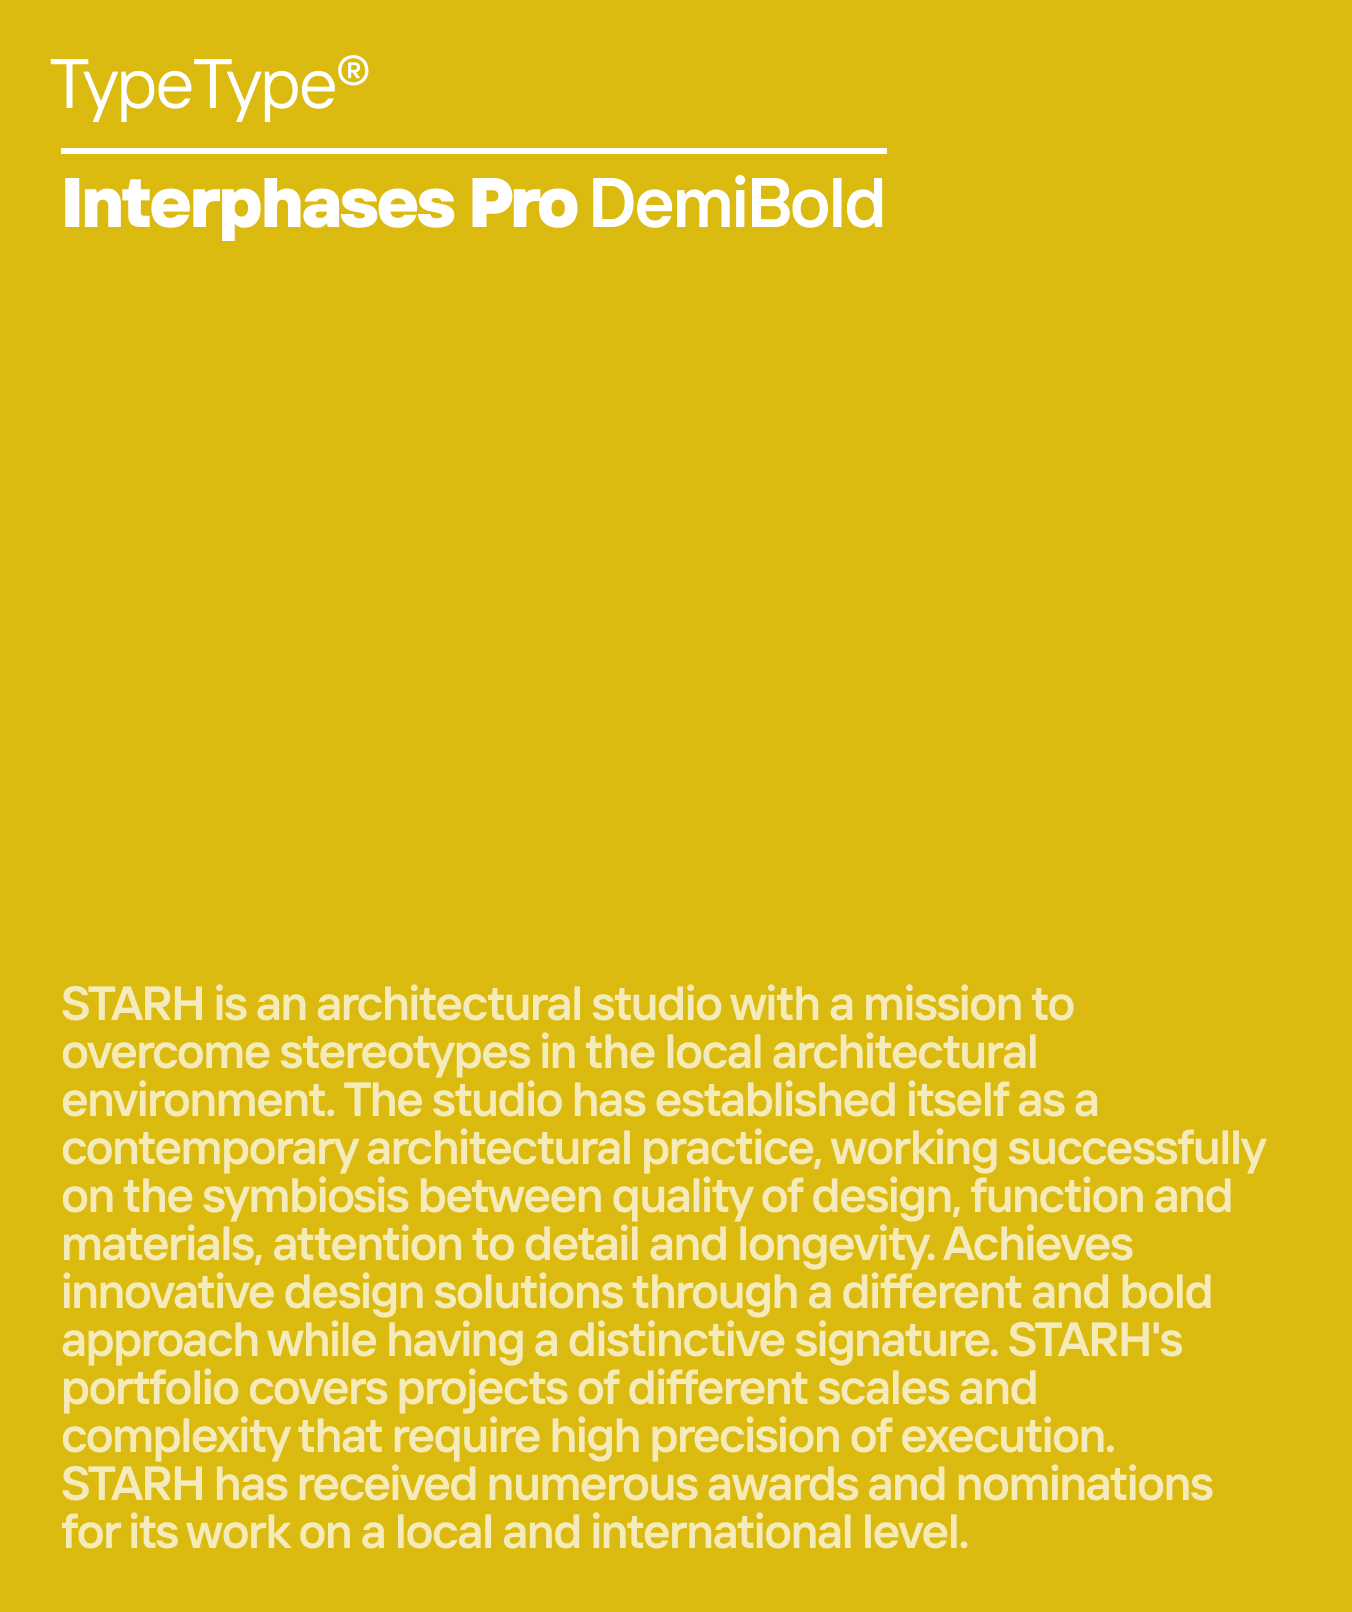 TypeType®
Interphases Pro DemiBold
STARH is an architectural studio with a mission to
overcome stereotypes in the local architectural
environment. The studio has established itself as a
contemporary architectural practice, working successfully
on the symbiosis between quality of design, function and
materials, attention to detail and longevity. Achieves
innovative design solutions through a different and bold
approach while having a distinctive signature. STARH's
portfolio covers projects of different scales and
complexity that require high precision of execution.
STARH has received numerous awards and nominations
for its work on a local and international level.